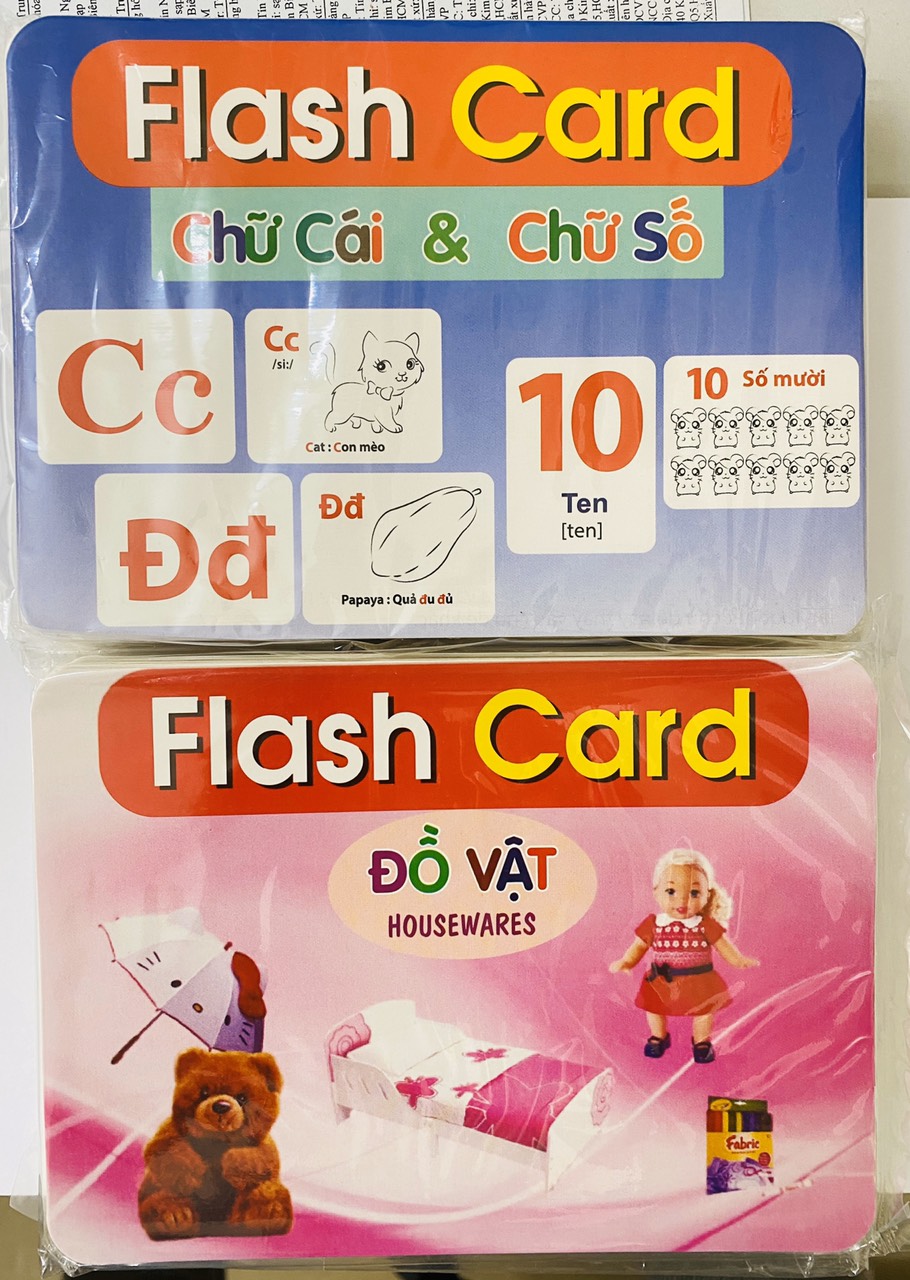 Flash Card
Chữ Cái & Chữ Số
Cc
Cc
/si:/
Cat : Con mèo
10
Ten
[ten]
10 Số mười
Đđ
Đđ
Papaya : Quả đu đủ
Flash Card
ĐỒ VẬT
HOUSEWARES
Fabric